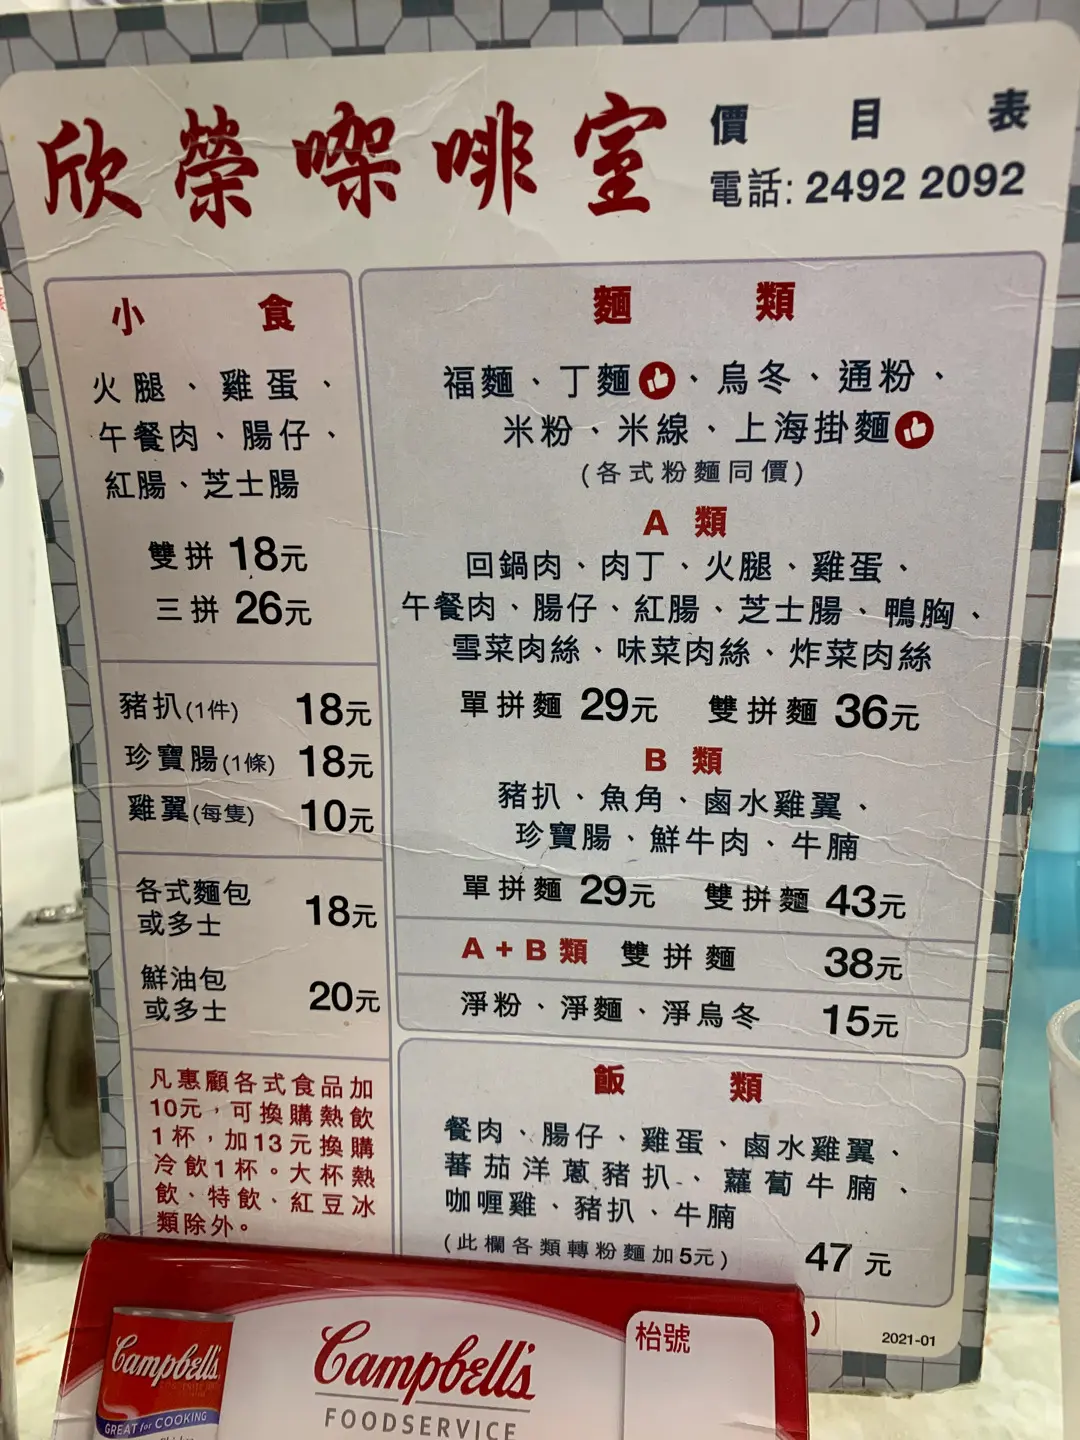 欣榮㗎啡室
價目表
電話: 2492 2092
小食
火腿、雞蛋、
午餐肉、腸仔、
紅腸、芝士腸
雙拼 18元
三拼 26元
豬扒(1件) 18元
珍寶腸(1條) 18元
雞翼(每隻) 10元
各式麵包
或多士 18元
鮮油包
或多士 20元
凡惠顧各式食品加
10元，可換購熱飲
1杯，加13元換購
冷飲1杯。大杯熱
飲、特飲、紅豆冰
類除外。
麵類
福麵、丁麵、烏冬、通粉、
米粉、米線、上海掛麵
(各式粉麵同價)
A 類
回鍋肉、肉丁、火腿、雞蛋、
午餐肉、腸仔、紅腸、芝士腸、鴨胸、
雪菜肉絲、味菜肉絲、炸菜肉絲
單拼麵 29元 雙拼麵 36元
B 類
豬扒、魚角、鹵水雞翼、
珍寶腸、鮮牛肉、牛腩
單拼麵 29元 雙拼麵 43元
A+B類 雙拼麵 38元
淨粉、淨麵、淨烏冬 15元
飯類
餐肉、腸仔、雞蛋、鹵水雞翼、
蕃茄洋蔥豬扒、蘿蔔牛腩、
咖喱雞、豬扒、牛腩
(此欄各類轉粉麵加5元) 47元
)
2021-01
Campbell's
GREAT for COOKING
Campbell's
FOODSERVICE
枱號